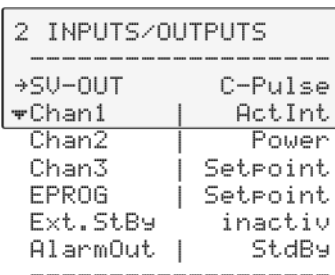 2 INPUTS/OUTPUTS
--------------------
→SV-OUT C-Pulse
▼Chan1 | ActInt
Chan2 | Power
Chan3 | Setpoint
EPROG | Setpoint
Ext.StBy inactiv
AlarmOut | StdBy
--------------------